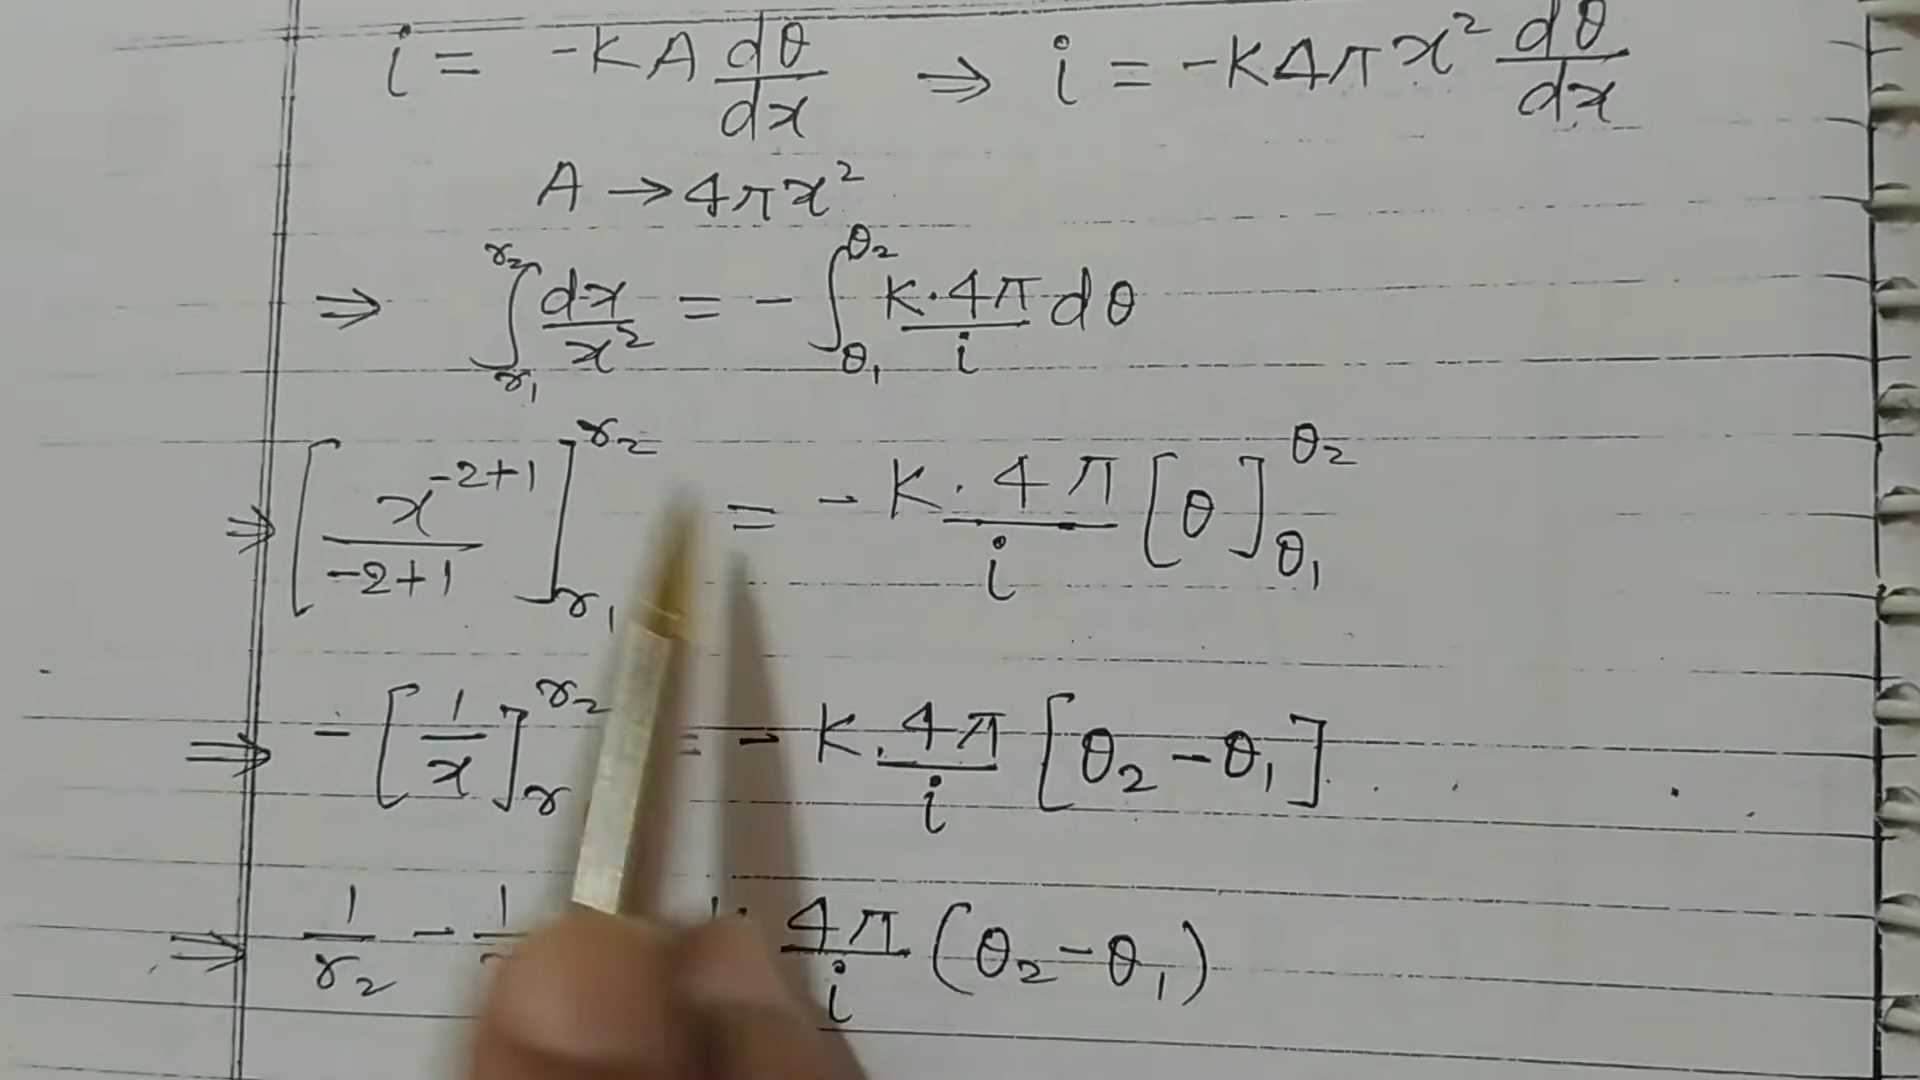 i = -KA dθ/dx ⇒ i = -K4πx² dθ/dx
A → 4πx²
⇒ ∫_{r₁}^{r₂} dx/x² = - ∫_{θ₁}^{θ₂} K.4π/i dθ
⇒ [x^{-2+1}/-2+1]_{r₁}^{r₂} = - K.4π/i [θ]_{θ₁}^{θ₂}
⇒ - [1/x]_{r}^{r₂} = - K.4π/i [θ₂-θ₁]
⇒ 1/r₂ - 4π/i (θ₂-θ₁)